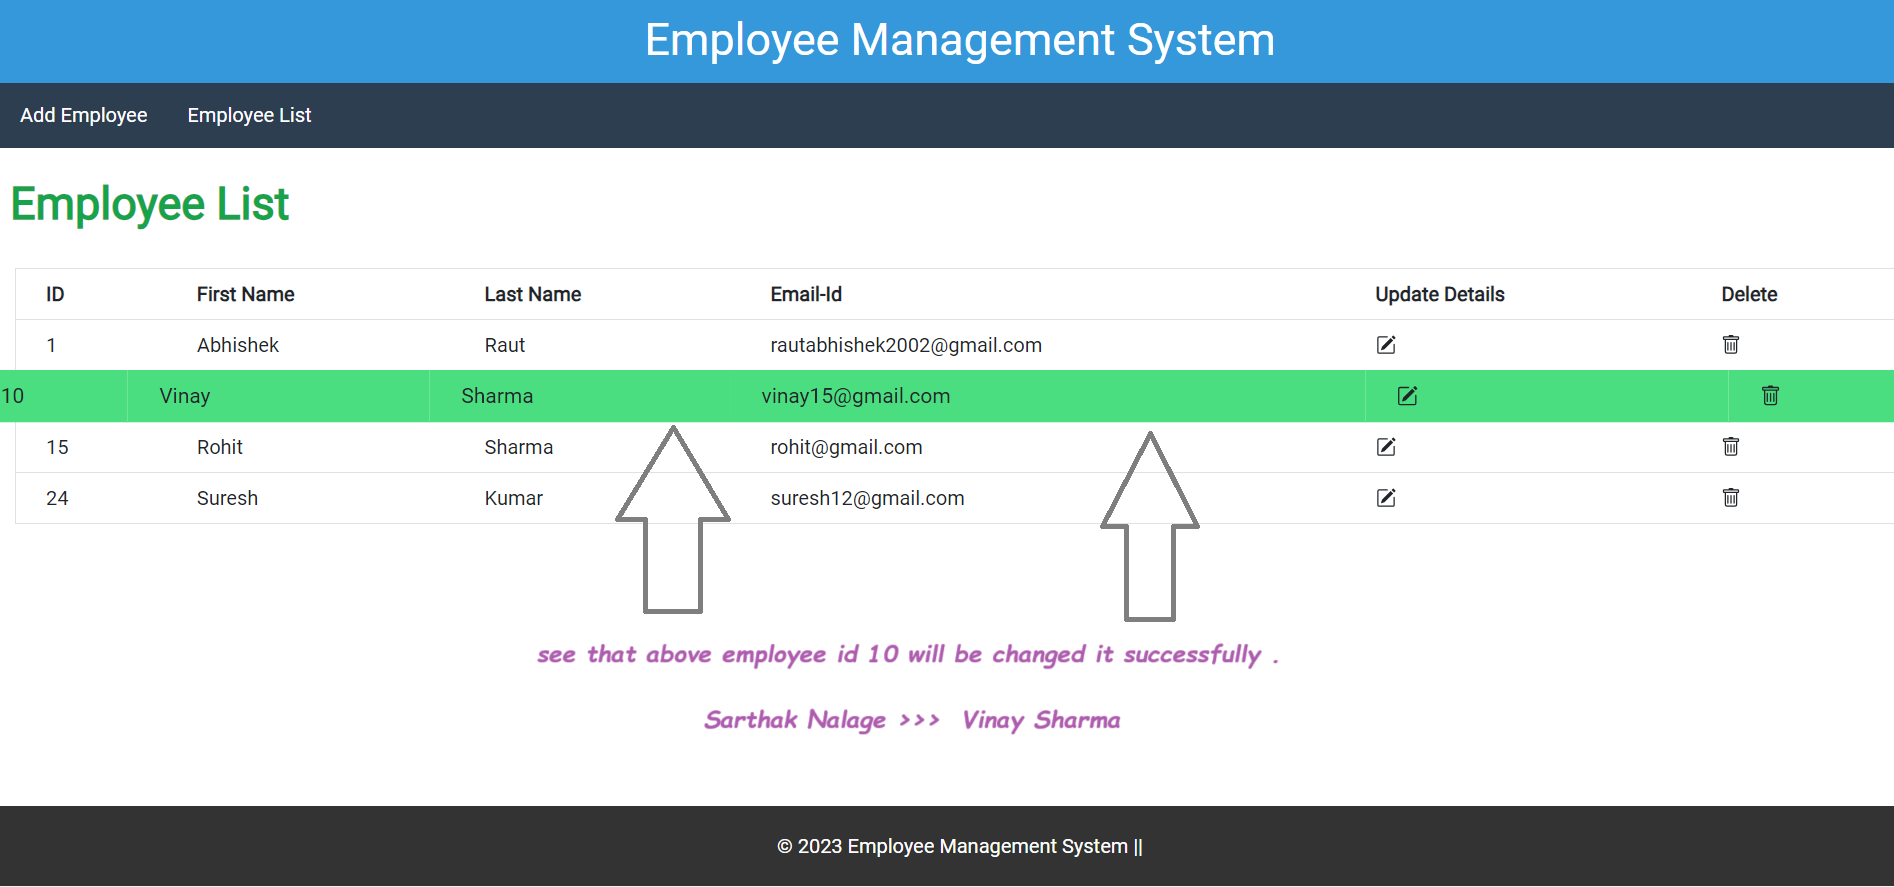 Employee Management System
Add Employee Employee List
Employee List
ID First Name Last Name Email-Id Update Details Delete
1 Abhishek Raut rautabhishek2002@gmail.com
10 Vinay Sharma vinay15@gmail.com
15 Rohit Sharma rohit@gmail.com
24 Suresh Kumar suresh12@gmail.com
see that above employee id 10 will be changed it successfully .
Sarthak Nalage >>> Vinay Sharma
© 2023 Employee Management System ||